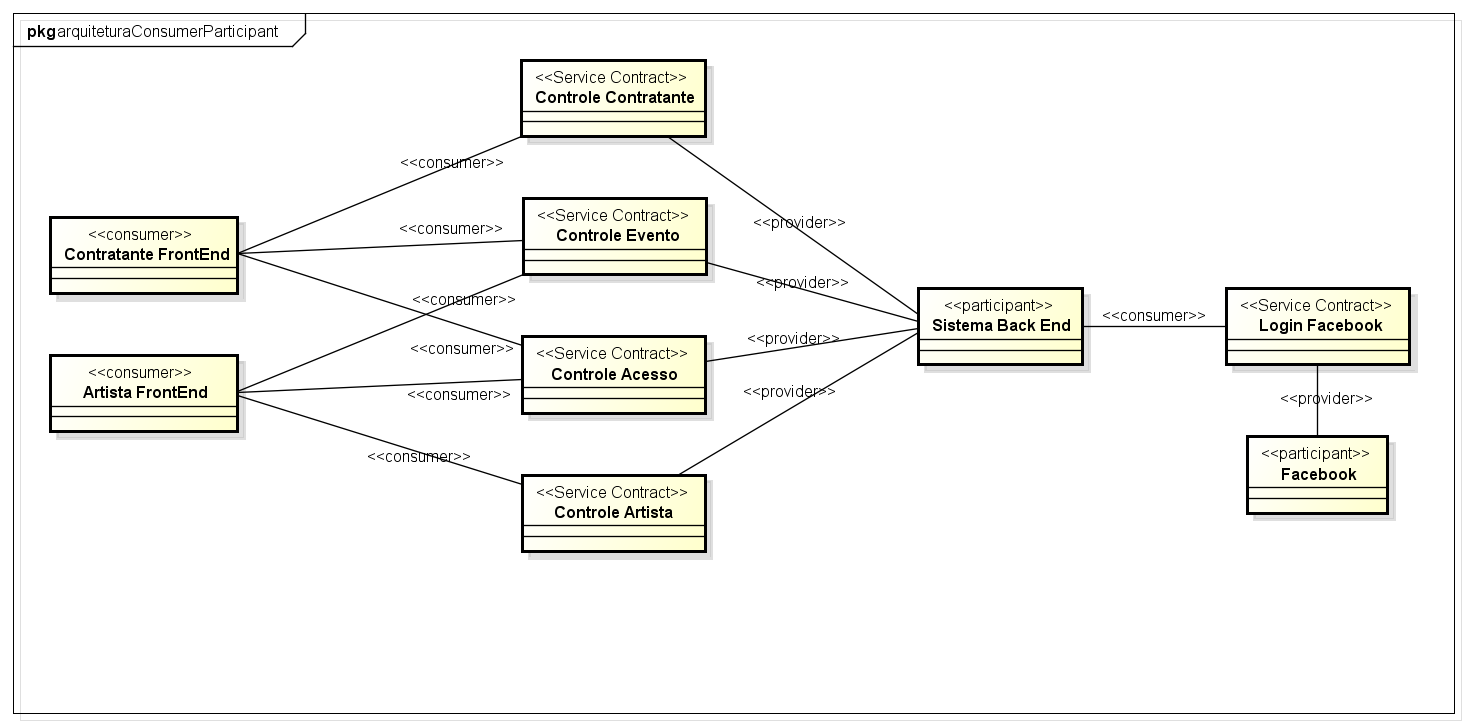 pkg arquiteturaConsumerParticipant
<<Service Contract>>
Controle Contratante
<<consumer>>
<<consumer>>
Contratante FrontEnd
<<consumer>>
<<Service Contract>>
Controle Evento
<<provider>>
<<provider>>
<<consumer>>
<<consumer>>
<<consumer>>
Artista FrontEnd
<<Service Contract>>
Controle Acesso
<<provider>>
<<provider>>
<<consumer>>
<<consumer>>
<<Service Contract>>
Controle Artista
<<participant>>
Sistema Back End
<<consumer>>
<<Service Contract>>
Login Facebook
<<provider>>
<<participant>>
Facebook